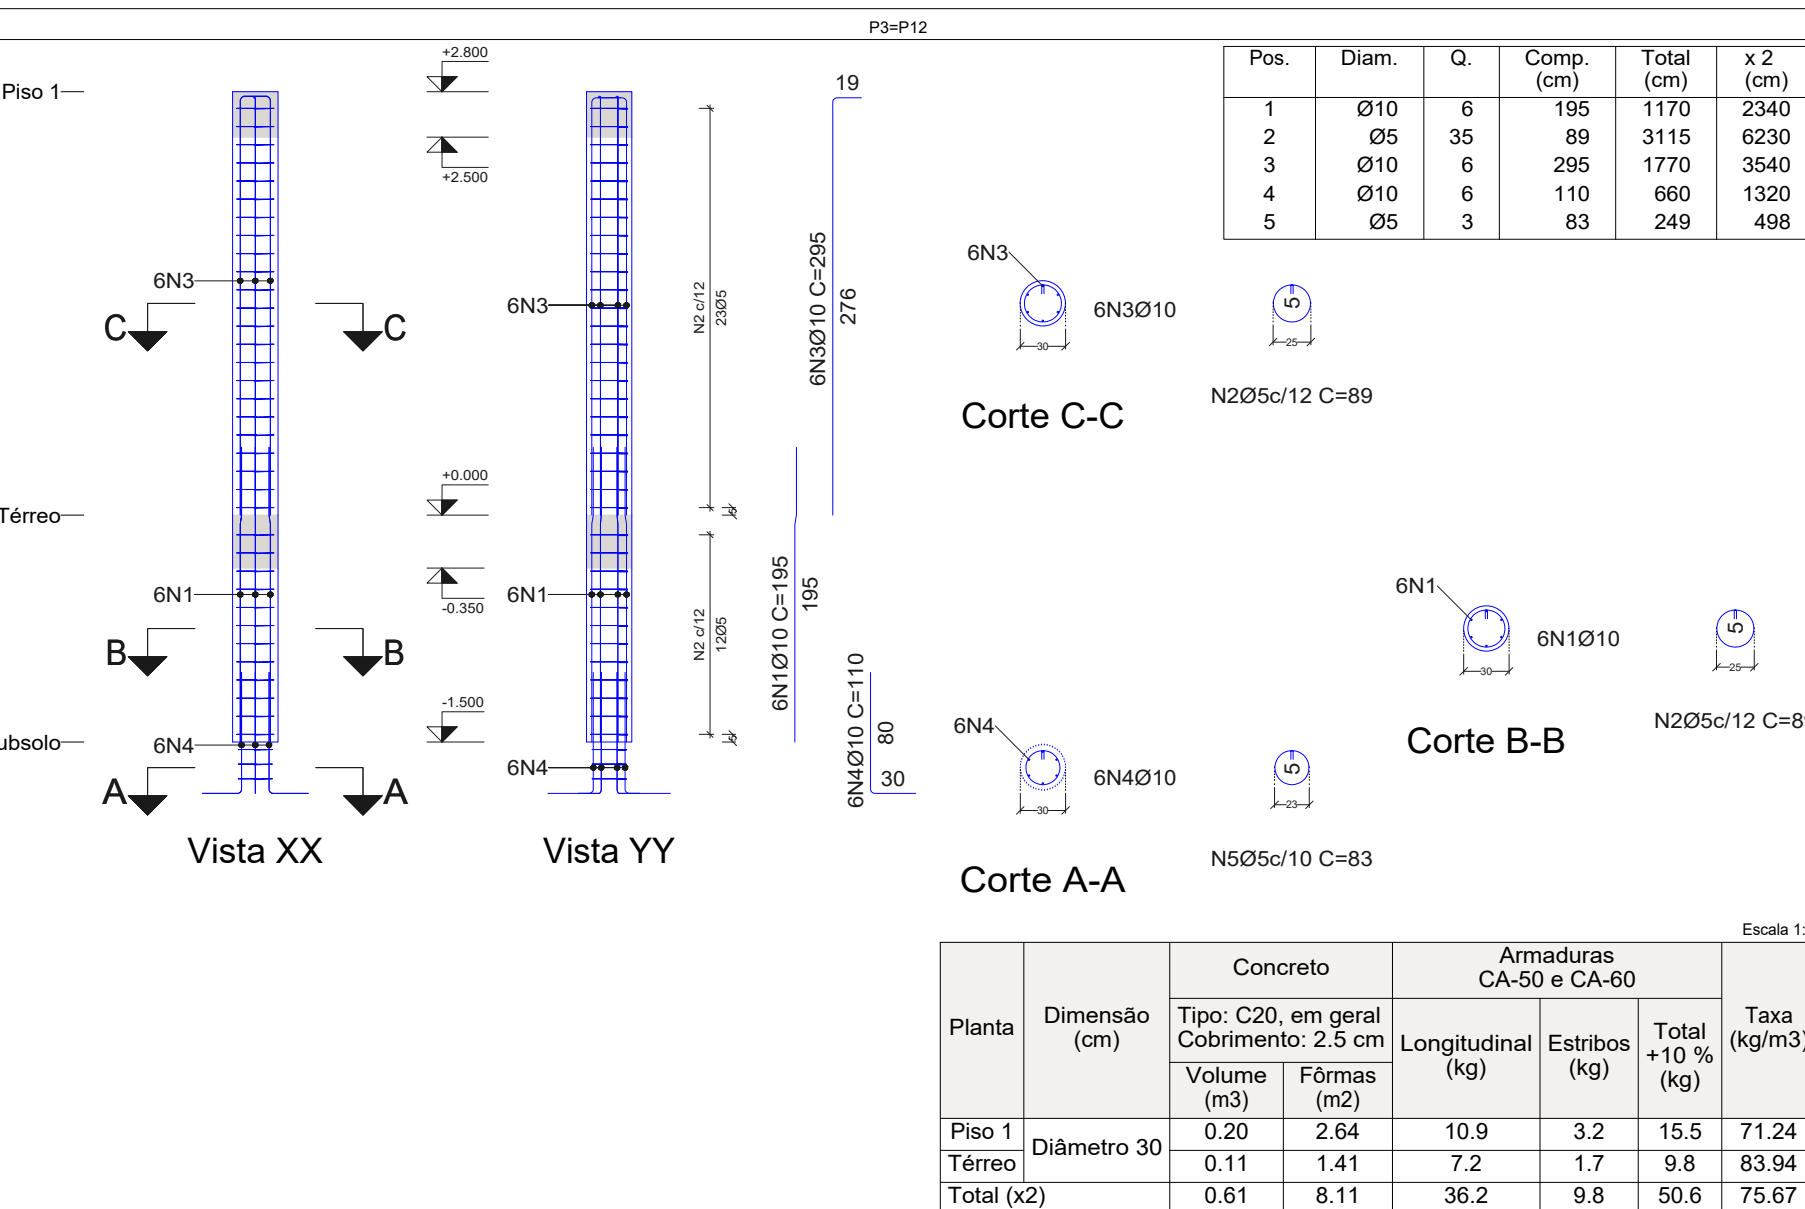 P3=P12
Piso 1
Térreo
ubsolo
+2.800
+2.500
+0.000
-0.350
-1.500
6N3
C
C
6N1
B
B
6N4
A
A
Vista XX
6N3
6N1
6N4
Vista YY
N2 c/12
23Ø5
5
N2 c/12
12Ø5
5
19
6N3Ø10 C=295
276
6N1Ø10 C=195
195
6N4Ø10 C=110
80
30
Pos. Diam. Q. Comp. (cm) Total (cm) x 2 (cm)
1 Ø10 6 195 1170 2340
2 Ø5 35 89 3115 6230
3 Ø10 6 295 1770 3540
4 Ø10 6 110 660 1320
5 Ø5 3 83 249 498
6N3
6N3Ø10
30
5
25
N2Ø5c/12 C=89
Corte C-C
6N1
6N1Ø10
30
5
25
N2Ø5c/12 C=8
Corte B-B
6N4
6N4Ø10
30
5
23
N5Ø5c/10 C=83
Corte A-A
Escala 1:
Planta
Dimensão
(cm)
Concreto
Tipo: C20, em geral
Cobrimento: 2.5 cm
Volume
(m3)
Fôrmas
(m2)
Armaduras
CA-50 e CA-60
Longitudinal
(kg)
Estribos
(kg)
Total
+10 %
(kg)
Taxa
(kg/m3)
Piso 1 Diâmetro 30 0.20 2.64 10.9 3.2 15.5 71.24
Térreo 0.11 1.41 7.2 1.7 9.8 83.94
Total (x2) 0.61 8.11 36.2 9.8 50.6 75.67